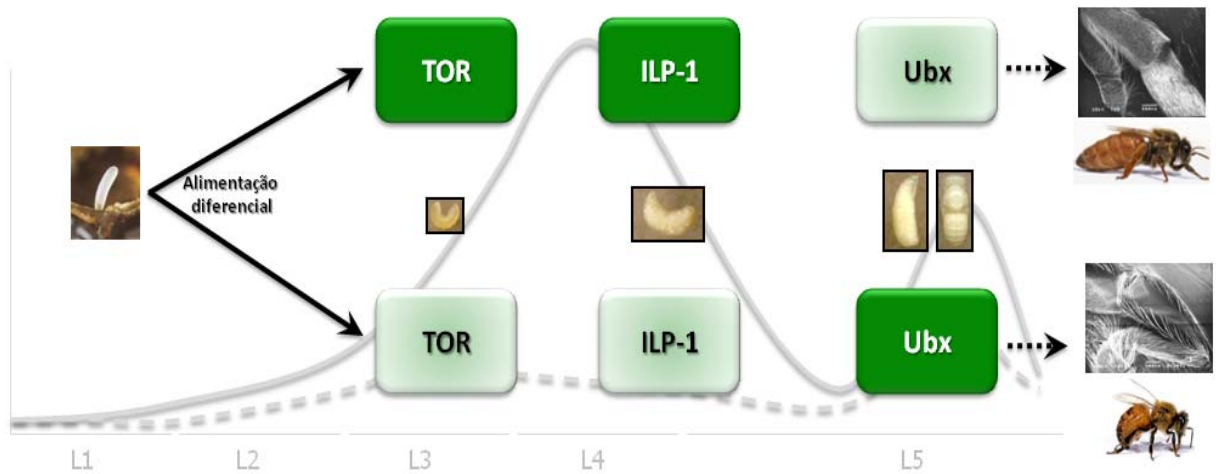 TOR
ILP-1
Ubx
Alimentação
diferencial
TOR
ILP-1
Ubx
L1
L2
L3
L4
L5